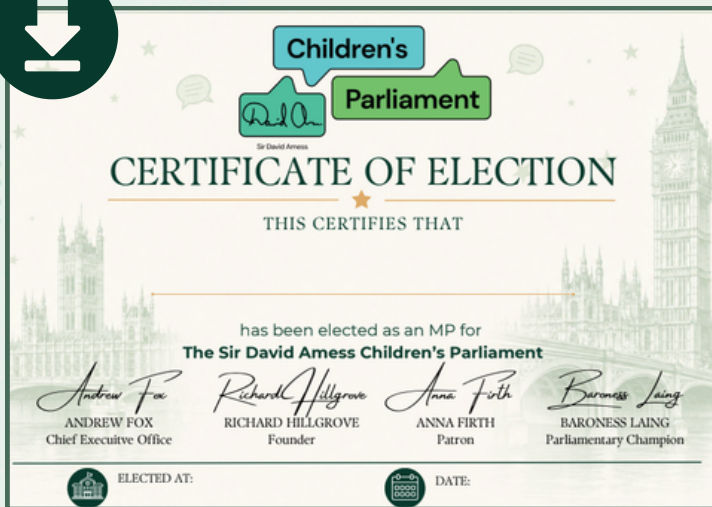 Children's
Parliament
Sir David Amess
CERTIFICATE OF ELECTION
THIS CERTIFIES THAT
has been elected as an MP for
The Sir David Amess Children's Parliament
Andrew Fox Richard Hillgrove Anna Firth Baroness Laing
ANDREW FOX RICHARD HILLGROVE ANNA FIRTH BARONESS LAING
Chief Execuitve Office Founder Patron Parliamentary Champion
ELECTED AT: DATE: